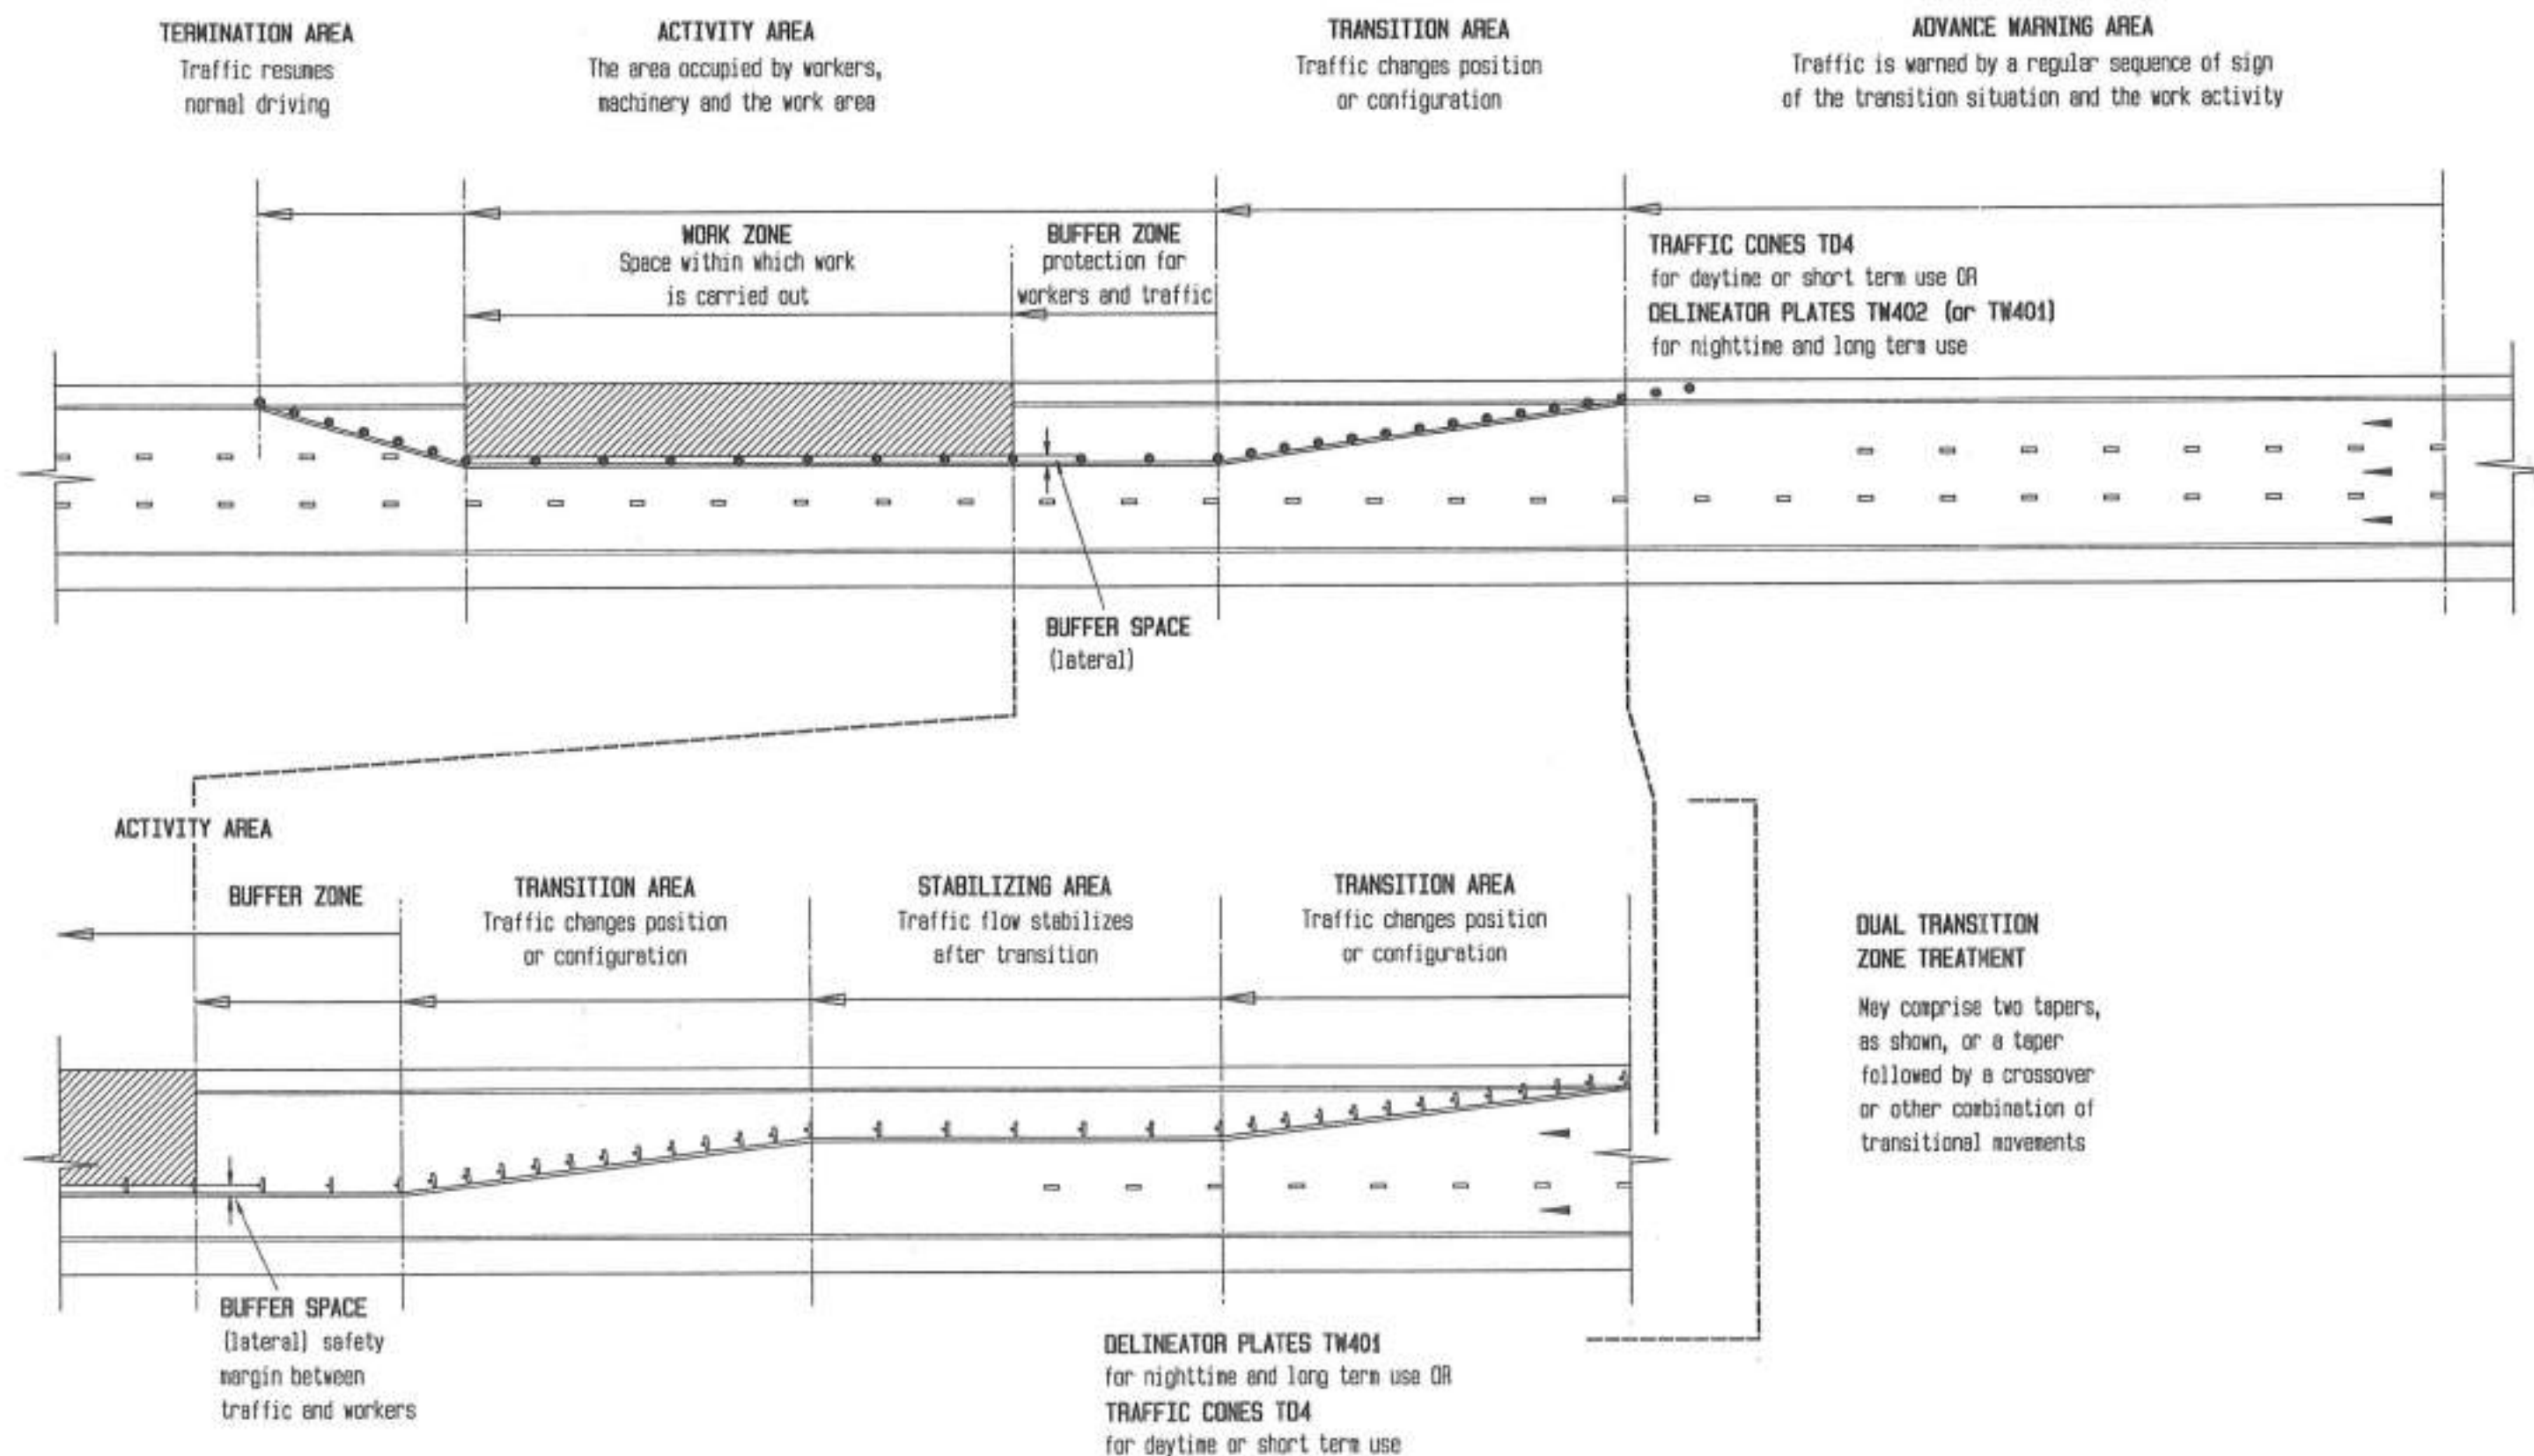 TERMINATION AREA
Traffic resumes
normal driving
ACTIVITY AREA
The area occupied by workers,
machinery and the work area
TRANSITION AREA
Traffic changes position
or configuration
ADVANCE WARNING AREA
Traffic is warned by a regular sequence of sign
of the transition situation and the work activity
WORK ZONE
Space within which work
is carried out
BUFFER ZONE
protection for
workers and traffic
TRAFFIC CONES TD4
for daytime or short term use OR
DELINEATOR PLATES TW402 (or TW401)
for nighttime and long term use
BUFFER SPACE
(lateral)
ACTIVITY AREA
BUFFER ZONE
TRANSITION AREA
Traffic changes position
or configuration
STABILIZING AREA
Traffic flow stabilizes
after transition
TRANSITION AREA
Traffic changes position
or configuration
DUAL TRANSITION
ZONE TREATMENT
May comprise two tapers,
as shown, or a taper
followed by a crossover
or other combination of
transitional movements
BUFFER SPACE
(lateral) safety
margin between
traffic and workers
DELINEATOR PLATES TW401
for nighttime and long term use OR
TRAFFIC CONES TD4
for daytime or short term use